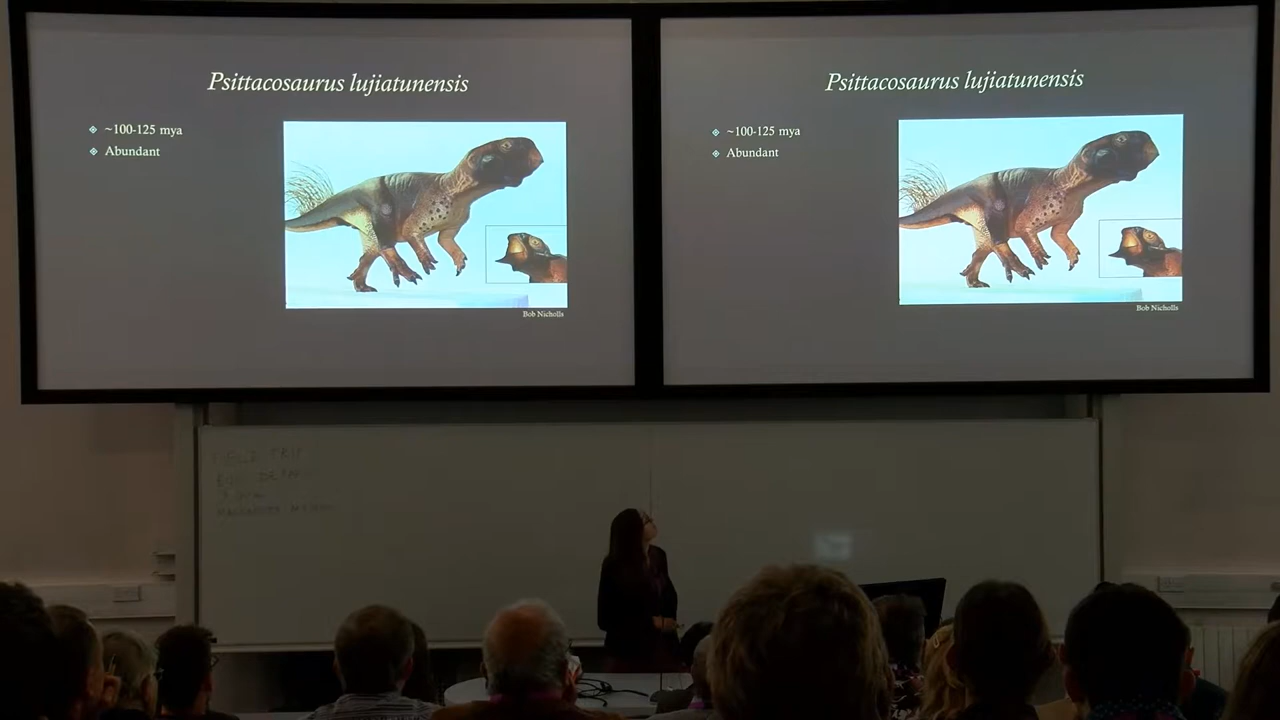 Psittacosaurus lujiatunensis
~100-125 mya
Abundant
Bob Nicholls
Psittacosaurus lujiatunensis
~100-125 mya
Abundant
Bob Nicholls